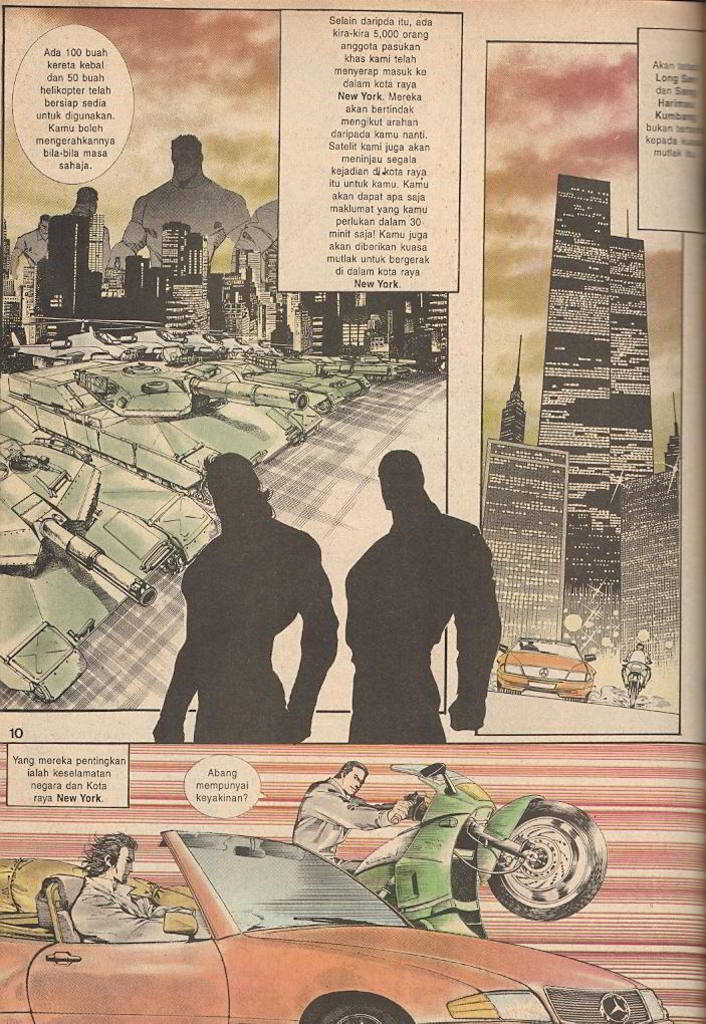 Ada 100 buah
kereta kebal
dan 50 buah
helikopter telah
bersiap sedia
untuk digunakan.
Kamu boleh
mengerahkannya
bila-bila masa
sahaja.
Selain daripda itu, ada
kira-kira 5,000 orang
anggota pasukan
khas kami telah
menyerap masuk ke
dalam kota raya
New York. Mereka
akan bertindak
mengikut arahan
daripada kamu nanti.
Satelit kami juga akan
meninjau segala
kejadian di kota raya
itu untuk kamu. Kamu
akan dapat apa saja
maklumat yang kamu
perlukan dalam 30
minit saja! Kamu juga
akan diberikan kuasa
mutlak untuk bergerak
di dalam kota raya
New York.
Akan
Long
dan
Harimau
Kumbang
bukan
kepada
mutlak
10
Yang mereka pentingkan
ialah keselamatan
negara dan Kota
raya New York.
Abang
mempunyai
keyakinan?